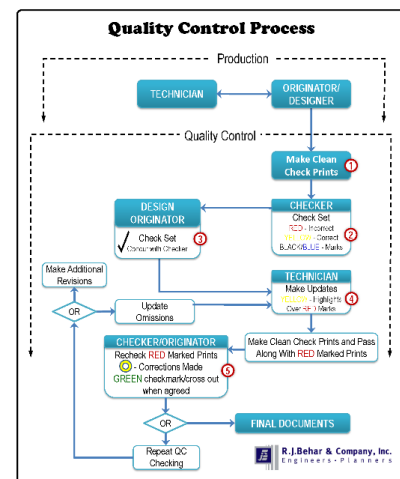 Quality Control Process
Production
TECHNICIAN
ORIGINATOR/
DESIGNER
Quality Control
Make Clean
Check Prints
1
DESIGN
ORIGINATOR
Check Set
Concur with Checker
3
CHECKER
Check Set
RED - Incorrect
YELLOW - Correct
BLACK/BLUE - Marks
2
Make Additional
Revisions
OR
Update
Omissions
TECHNICIAN
Make Updates
YELLOW - Highlights
Over RED Marks
4
Make Clean Check Prints and Pass
Along With RED Marked Prints
CHECKER/ORIGINATOR
Recheck RED Marked Prints
- Corrections Made
GREEN checkmark/cross out
when agreed
5
OR
FINAL DOCUMENTS
Repeat QC
Checking
R.J.Behar & Company, Inc.
Engineers • Planners